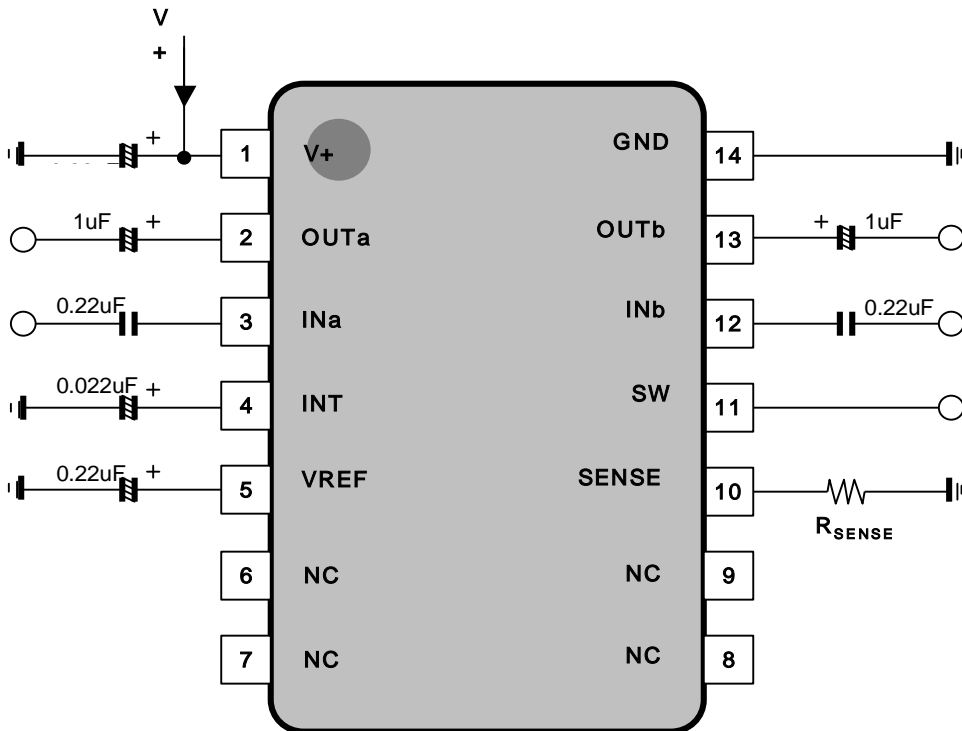 V
+
+ 1 V+ GND 14
1uF + 2 OUTa OUTb 13 + 1uF
0.22uF 3 INa INb 12 0.22uF
0.022uF + 4 INT SW 11
0.22uF + 5 VREF SENSE 10
RSENSE
6 NC NC 9
7 NC NC 8